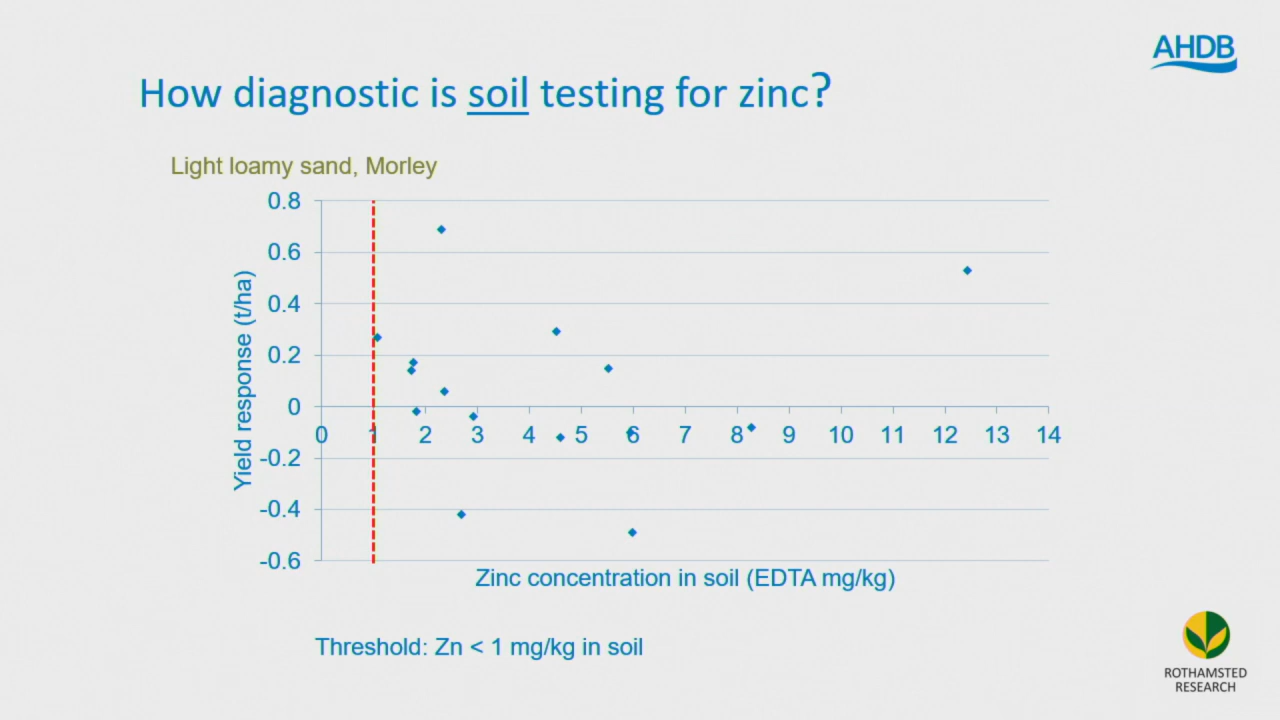 AHDB
How diagnostic is soil testing for zinc?
Light loamy sand, Morley
0.8
0.6
0.4
0.2
0
-0.2
-0.4
-0.6
Yield response (t/ha)
0 1 2 3 4 5 6 7 8 9 10 11 12 13 14
Zinc concentration in soil (EDTA mg/kg)
Threshold: Zn < 1 mg/kg in soil
ROTHAMSTED
RESEARCH